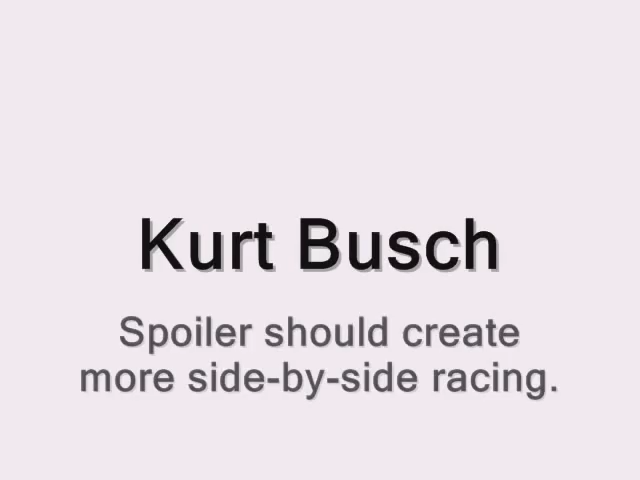 Kurt Busch
Spoiler should create
more side-by-side racing.